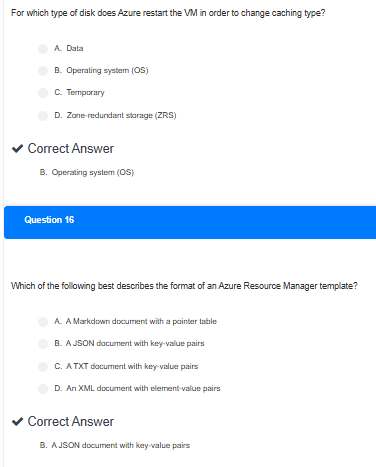 For which type of disk does Azure restart the VM in order to change caching type?
A. Data
B. Operating system (OS)
C. Temporary
D. Zone-redundant storage (ZRS)
✔ Correct Answer
B. Operating system (OS)
Question 16
Which of the following best describes the format of an Azure Resource Manager template?
A. A Markdown document with a pointer table
B. A JSON document with key-value pairs
C. A TXT document with key-value pairs
D. An XML document with element-value pairs
✔ Correct Answer
B. A JSON document with key-value pairs